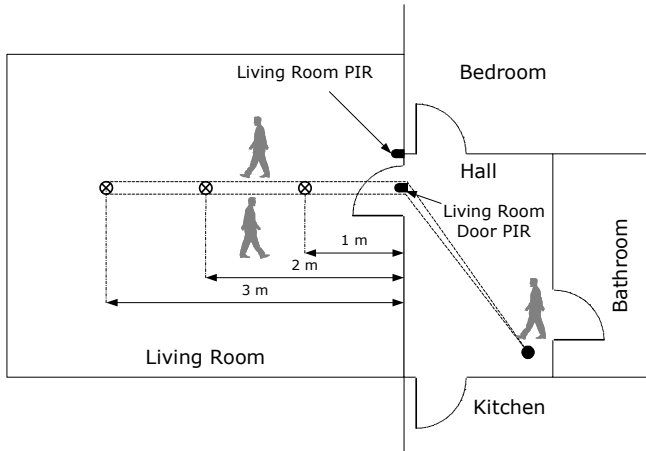 Living Room PIR
Bedroom
Hall
Living Room
Door PIR
Bathroom
1 m
2 m
3 m
Living Room
Kitchen